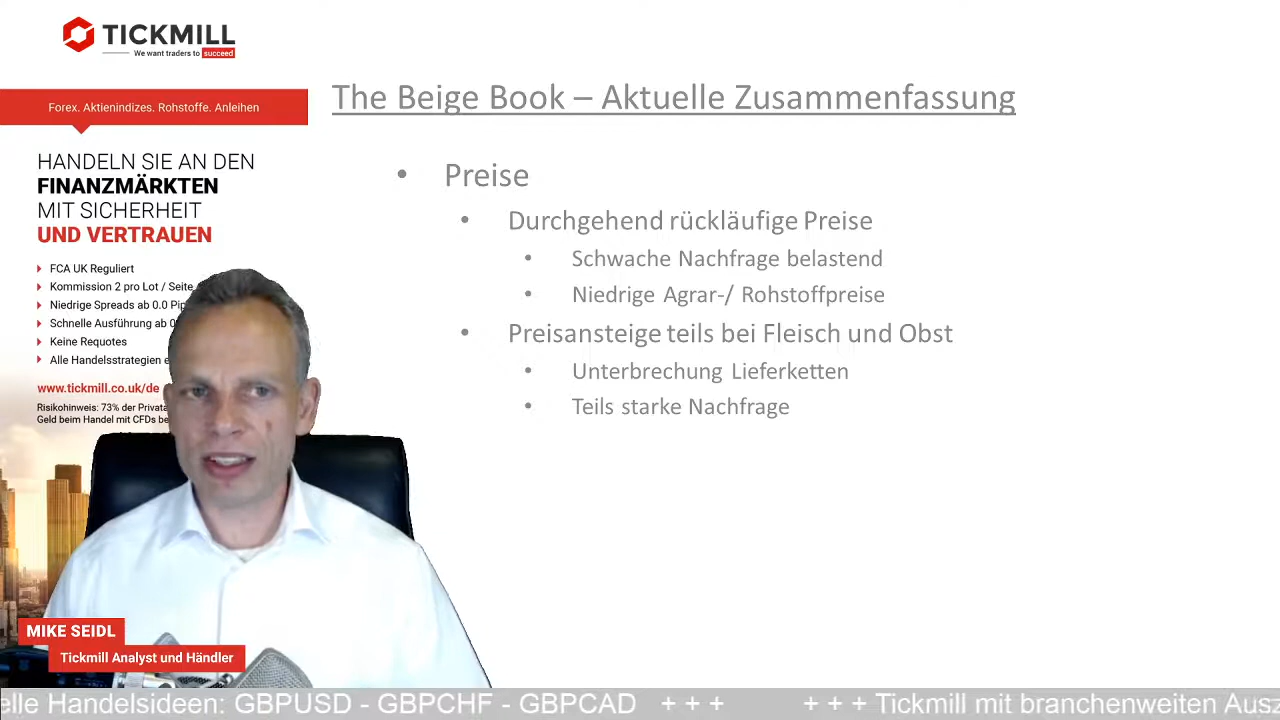 TICKMILL
We want traders to succeed
Forex. Aktienindizes. Rohstoffe. Anleihen
HANDELN SIE AN DEN
FINANZMÄRKTEN
MIT SICHERHEIT
UND VERTRAUEN
FCA UK Reguliert
Kommission 2 pro Lot / Seite
Niedrige Spreads ab 0.0 Pip
Schnelle Ausführung ab
Keine Requotes
Alle Handelsstrategien
www.tickmill.co.uk/de
Risikohinweis: 73% der
Geld beim Handel mit CFDs
The Beige Book – Aktuelle Zusammenfassung
• Preise
• Durchgehend rückläufige Preise
• Schwache Nachfrage belastend
• Niedrige Agrar-/ Rohstoffpreise
• Preisansteige teils bei Fleisch und Obst
• Unterbrechung Lieferketten
• Teils starke Nachfrage
MIKE SEIDL
Tickmill Analyst und Händler
elle Handelsideen: GBPUSD - GBPCHF - GBPCAD + + + + + + Tickmill mit branchenweiten Ausz